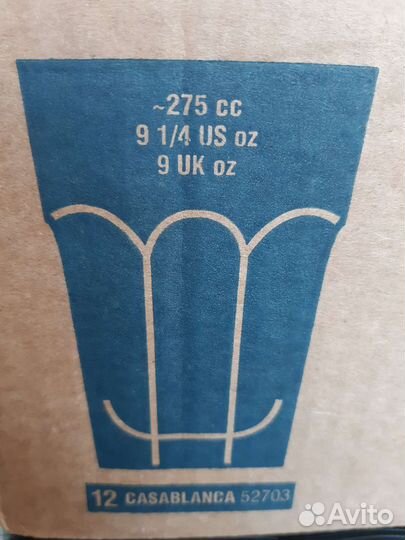 ~275 cc
9 1/4 US oz
9 UK oz
12 CASABLANCA 52703
Avito